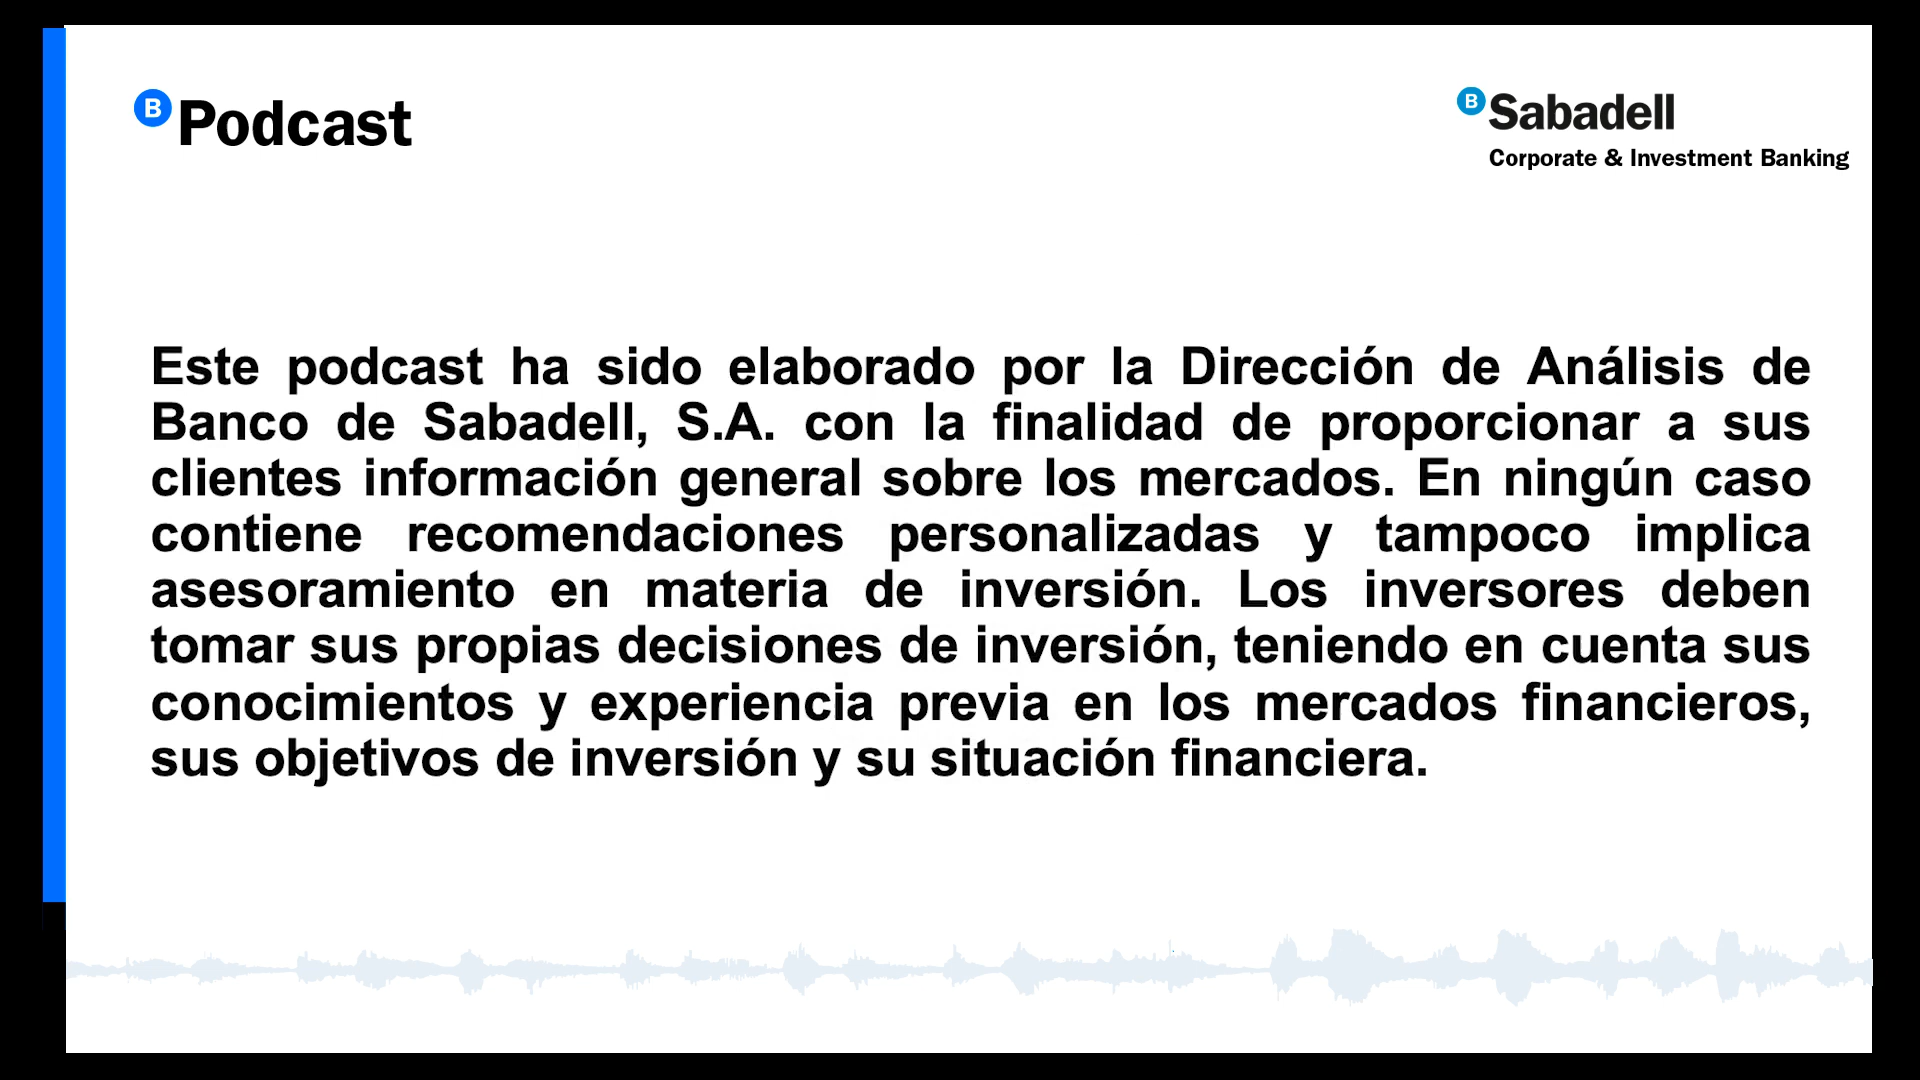 B Podcast
B Sabadell
Corporate & Investment Banking
Este podcast ha sido elaborado por la Dirección de Análisis de
Banco de Sabadell, S.A. con la finalidad de proporcionar a sus
clientes información general sobre los mercados. En ningún caso
contiene recomendaciones personalizadas y tampoco implica
asesoramiento en materia de inversión. Los inversores deben
tomar sus propias decisiones de inversión, teniendo en cuenta sus
conocimientos y experiencia previa en los mercados financieros,
sus objetivos de inversión y su situación financiera.